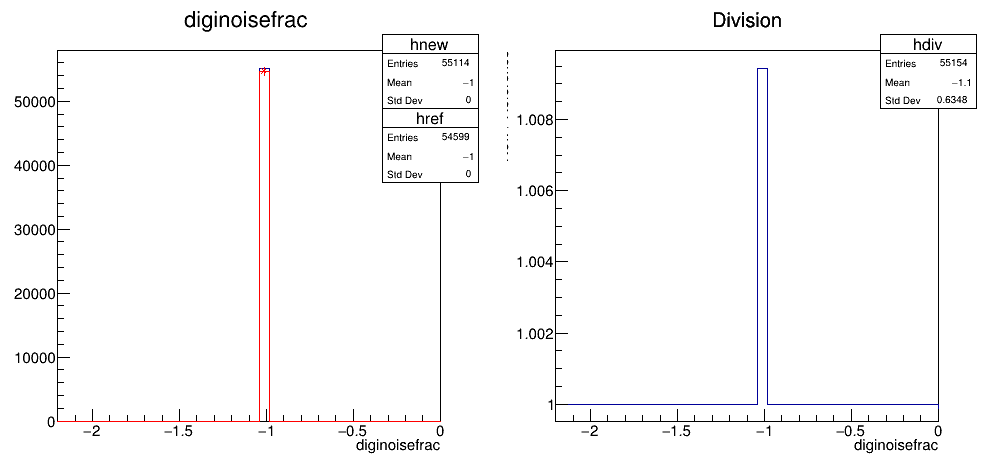 diginoisefrac
hnew
Entries 55114
Mean −1
Std Dev 0
href
Entries 54599
Mean −1
Std Dev 0
50000
40000
30000
20000
10000
0
−2 −1.5 −1 −0.5 0
diginoisefrac
Division
hdiv
Entries 55154
Mean −1.1
Std Dev 0.6348
1.008
1.006
1.004
1.002
1
−2 −1.5 −1 −0.5 0
diginoisefrac